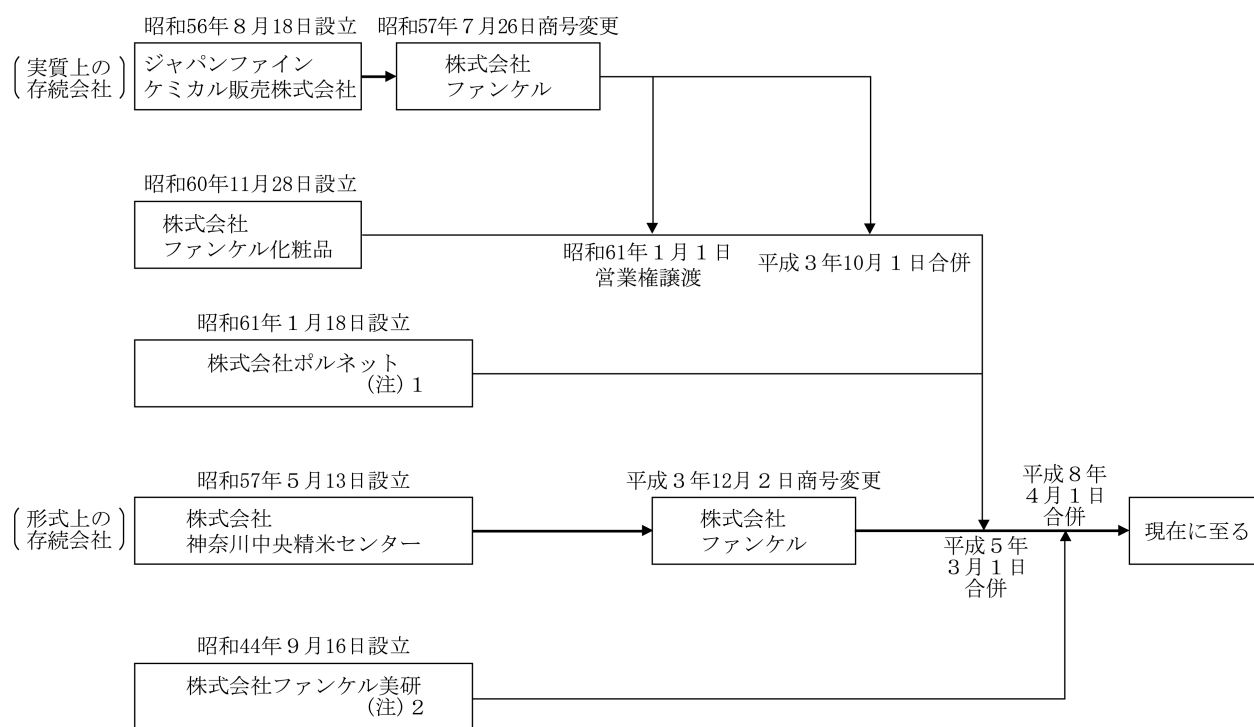 昭和56年８月18日設立
昭和57年７月26日商号変更
実質上の
存続会社
ジャパンファイン
ケミカル販売株式会社
株式会社
ファンケル
昭和60年11月28日設立
株式会社
ファンケル化粧品
昭和61年１月１日
営業権譲渡
平成３年10月１日合併
昭和61年１月18日設立
株式会社ポルネット
(注)１
昭和57年５月13日設立
平成３年12月２日商号変更
平成８年
４月１日
合併
形式上の
存続会社
株式会社
神奈川中央精米センター
株式会社
ファンケル
平成５年
３月１日
合併
現在に至る
昭和44年９月16日設立
株式会社ファンケル美研
(注)２